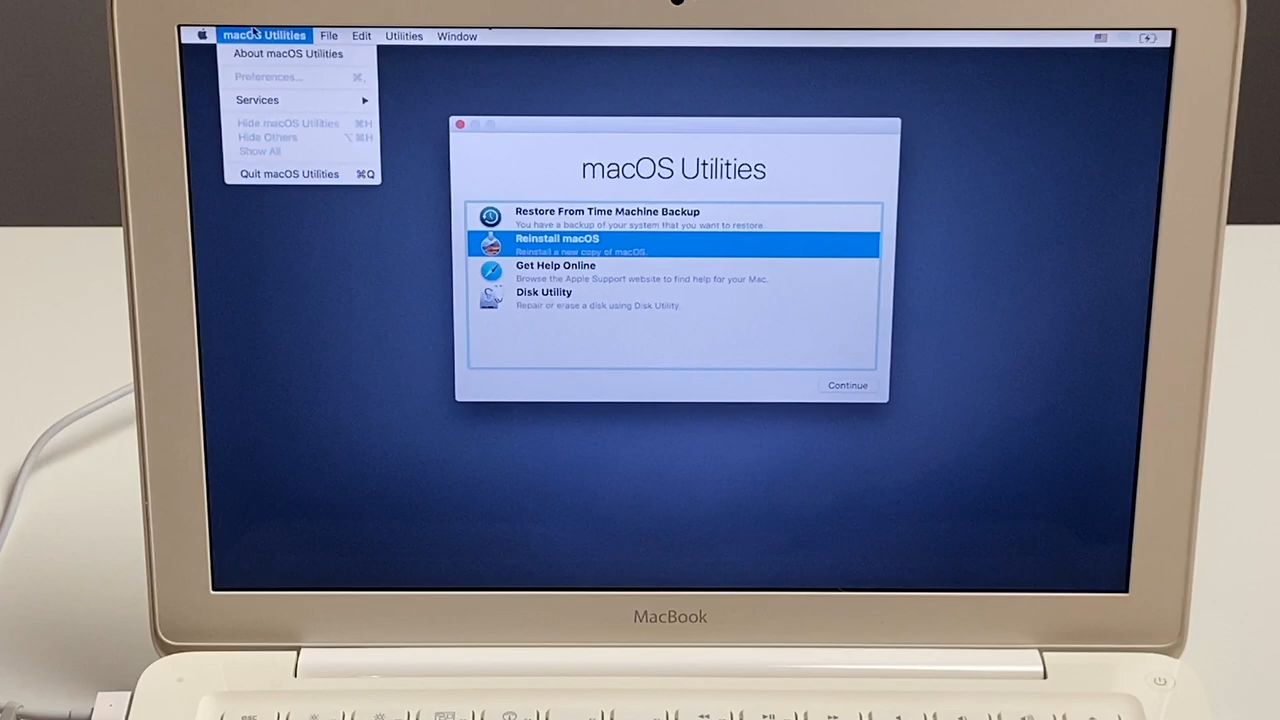 macOS Utilities File Edit Utilities Window
About macOS Utilities
Preferences... ⌘,
Services ▶
Hide macOS Utilities ⌘H
Hide Others ⌥⌘H
Show All
Quit macOS Utilities ⌘Q
macOS Utilities
Restore From Time Machine Backup
You have a backup of your system that you want to restore.
Reinstall macOS
Reinstall a new copy of macOS.
Get Help Online
Browse the Apple Support website to find help for your Mac.
Disk Utility
Repair or erase a disk using Disk Utility.
Continue
MacBook
esc